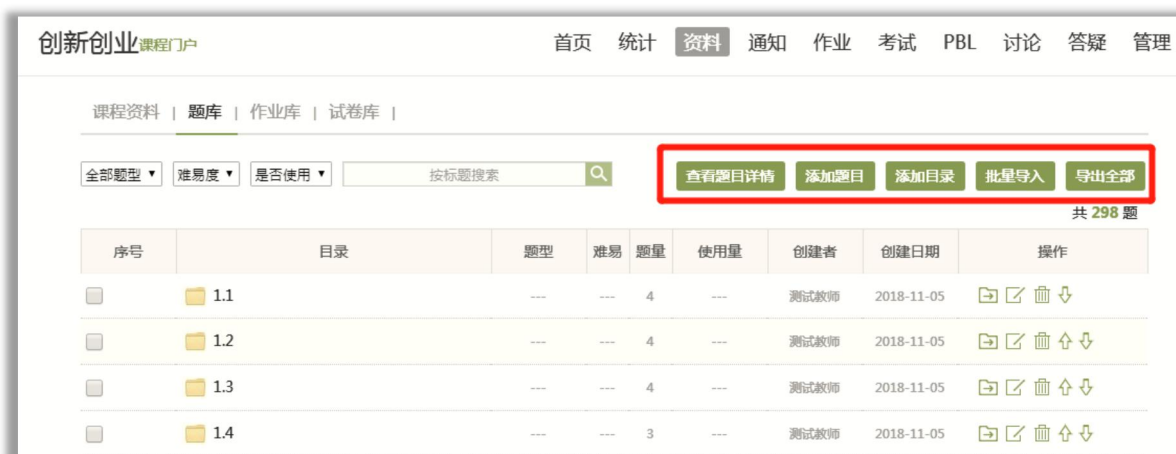 创新创业课程门户 首页 统计 资料 通知 作业 考试 PBL 讨论 答疑 管理
课程资料 | 题库 | 作业库 | 试卷库 |
全部题型 ▼ 难易度 ▼ 是否使用 ▼ 按标题搜索 查看题目详情 添加题目 添加目录 批量导入 导出全部
共 298 题
序号 目录 题型 难易 题量 使用量 创建者 创建日期 操作
1.1 --- --- 4 --- 测试教师 2018-11-05
1.2 --- --- 4 --- 测试教师 2018-11-05
1.3 --- --- 4 --- 测试教师 2018-11-05
1.4 --- --- 3 --- 测试教师 2018-11-05